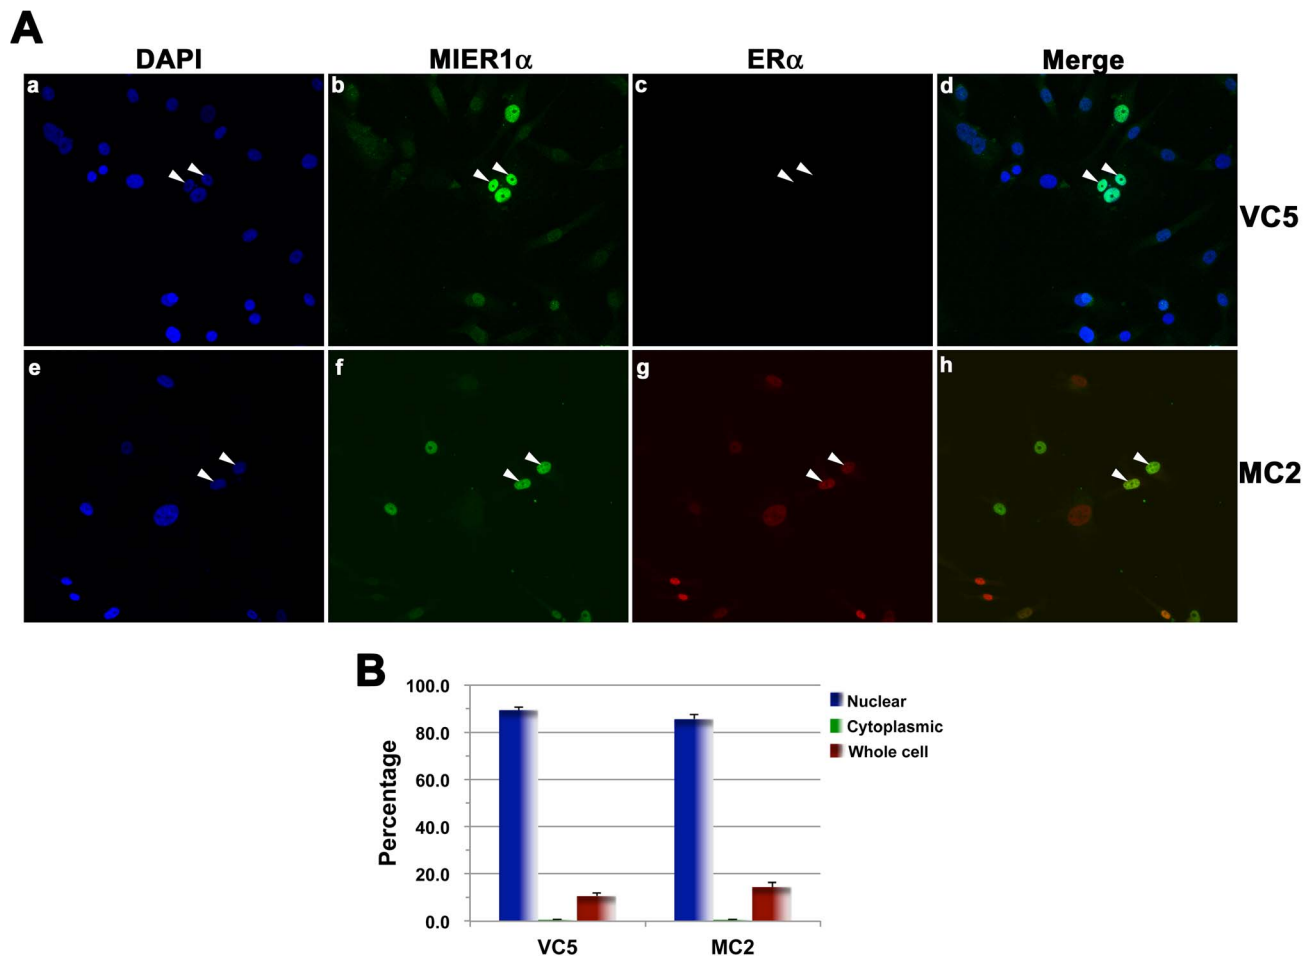 A
DAPI MIER1α ERα Merge
a b c d
VC5
e f g h
MC2
B
100.0
80.0
60.0
40.0
20.0
0.0
Percentage
Nuclear
Cytoplasmic
Whole cell
VC5 MC2